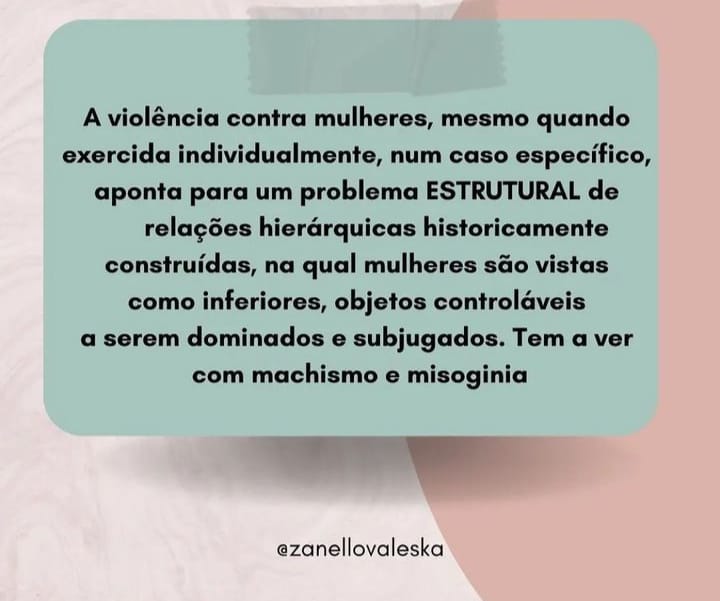 A violência contra mulheres, mesmo quando
exercida individualmente, num caso específico,
aponta para um problema ESTRUTURAL de
relações hierárquicas historicamente
construídas, na qual mulheres são vistas
como inferiores, objetos controláveis
a serem dominados e subjugados. Tem a ver
com machismo e misoginia
@zanellovaleska